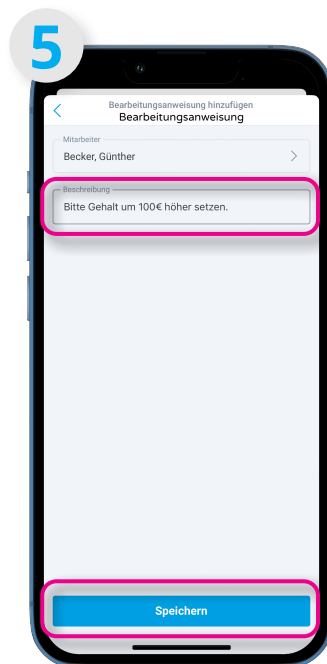 5
Bearbeitungsanweisung hinzufügen
Bearbeitungsanweisung
Mitarbeiter
Becker, Günther
Beschreibung
Bitte Gehalt um 100€ höher setzen.
Speichern